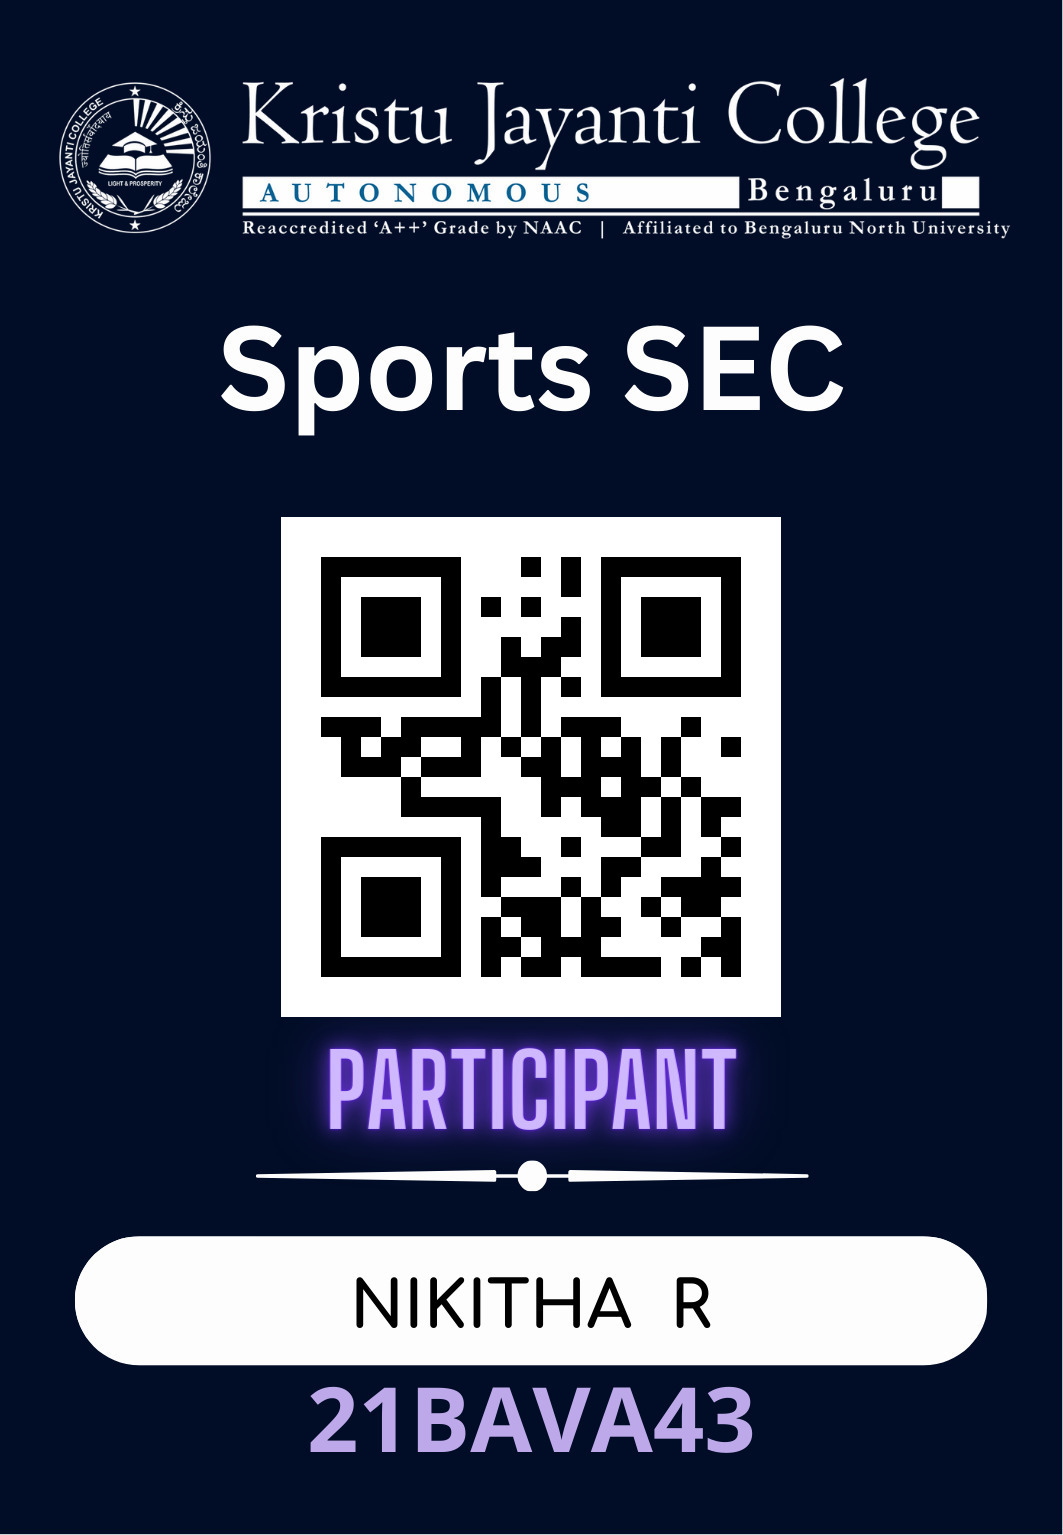 KRISTU JAYANTI COLLEGE
ಕ್ರಿಸ್ತು ಜಯಂತಿ ಕಾಲೇಜು
LIGHT & PROSPERITY
Kristu Jayanti College
AUTONOMOUS Bengaluru
Reaccredited ‘A++’ Grade by NAAC | Affiliated to Bengaluru North University
Sports SEC
PARTICIPANT
NIKITHA R
21BAVA43